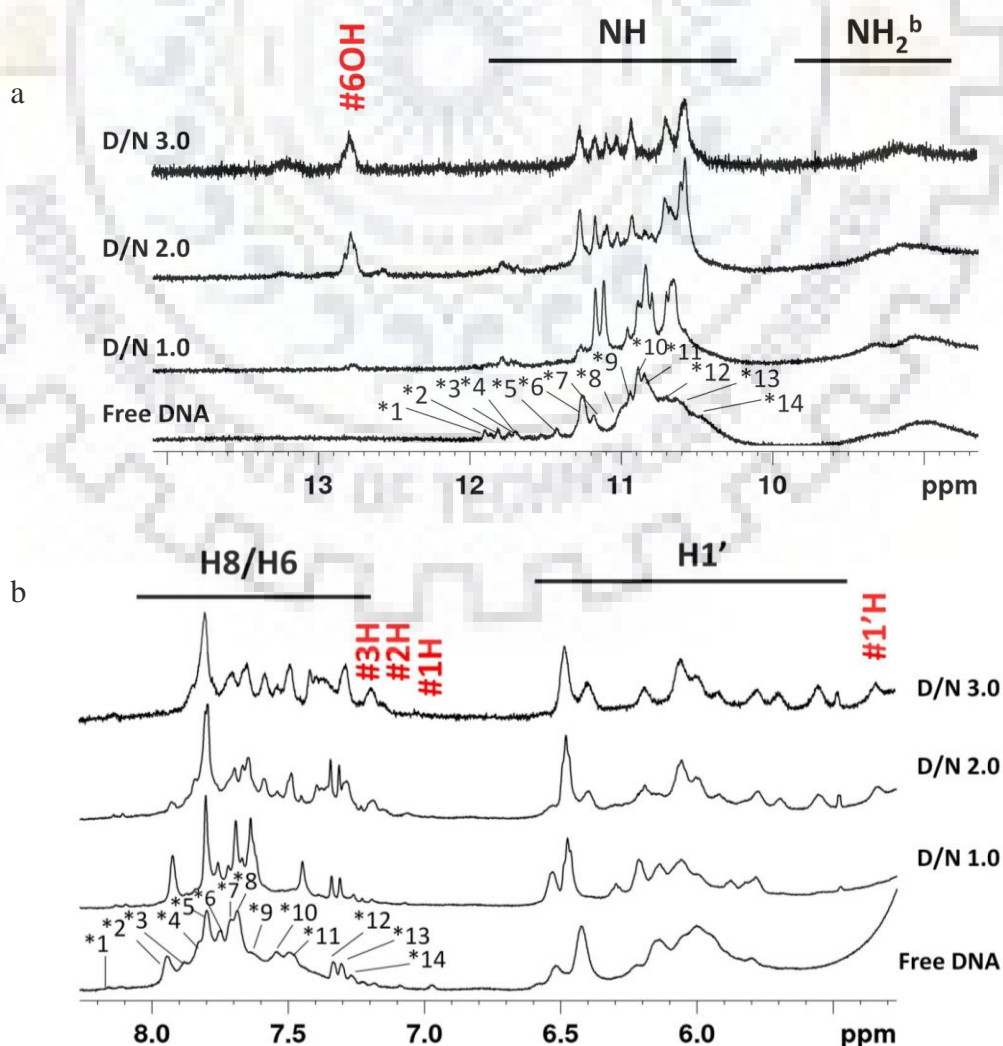 a
#6OH
NH
NH₂ᵇ
D/N 3.0
D/N 2.0
D/N 1.0
Free DNA
*1 *2 *3 *4 *5 *6 *7 *8 *9 *10 *11 *12 *13 *14
13 12 11 10 ppm
b
H8/H6
H1'
#3H #2H #1H #1'H
D/N 3.0
D/N 2.0
D/N 1.0
Free DNA
*1 *2 *3 *4 *5 *6 *7 *8 *9 *10 *11 *12 *13 *14
8.0 7.5 7.0 6.5 6.0 ppm